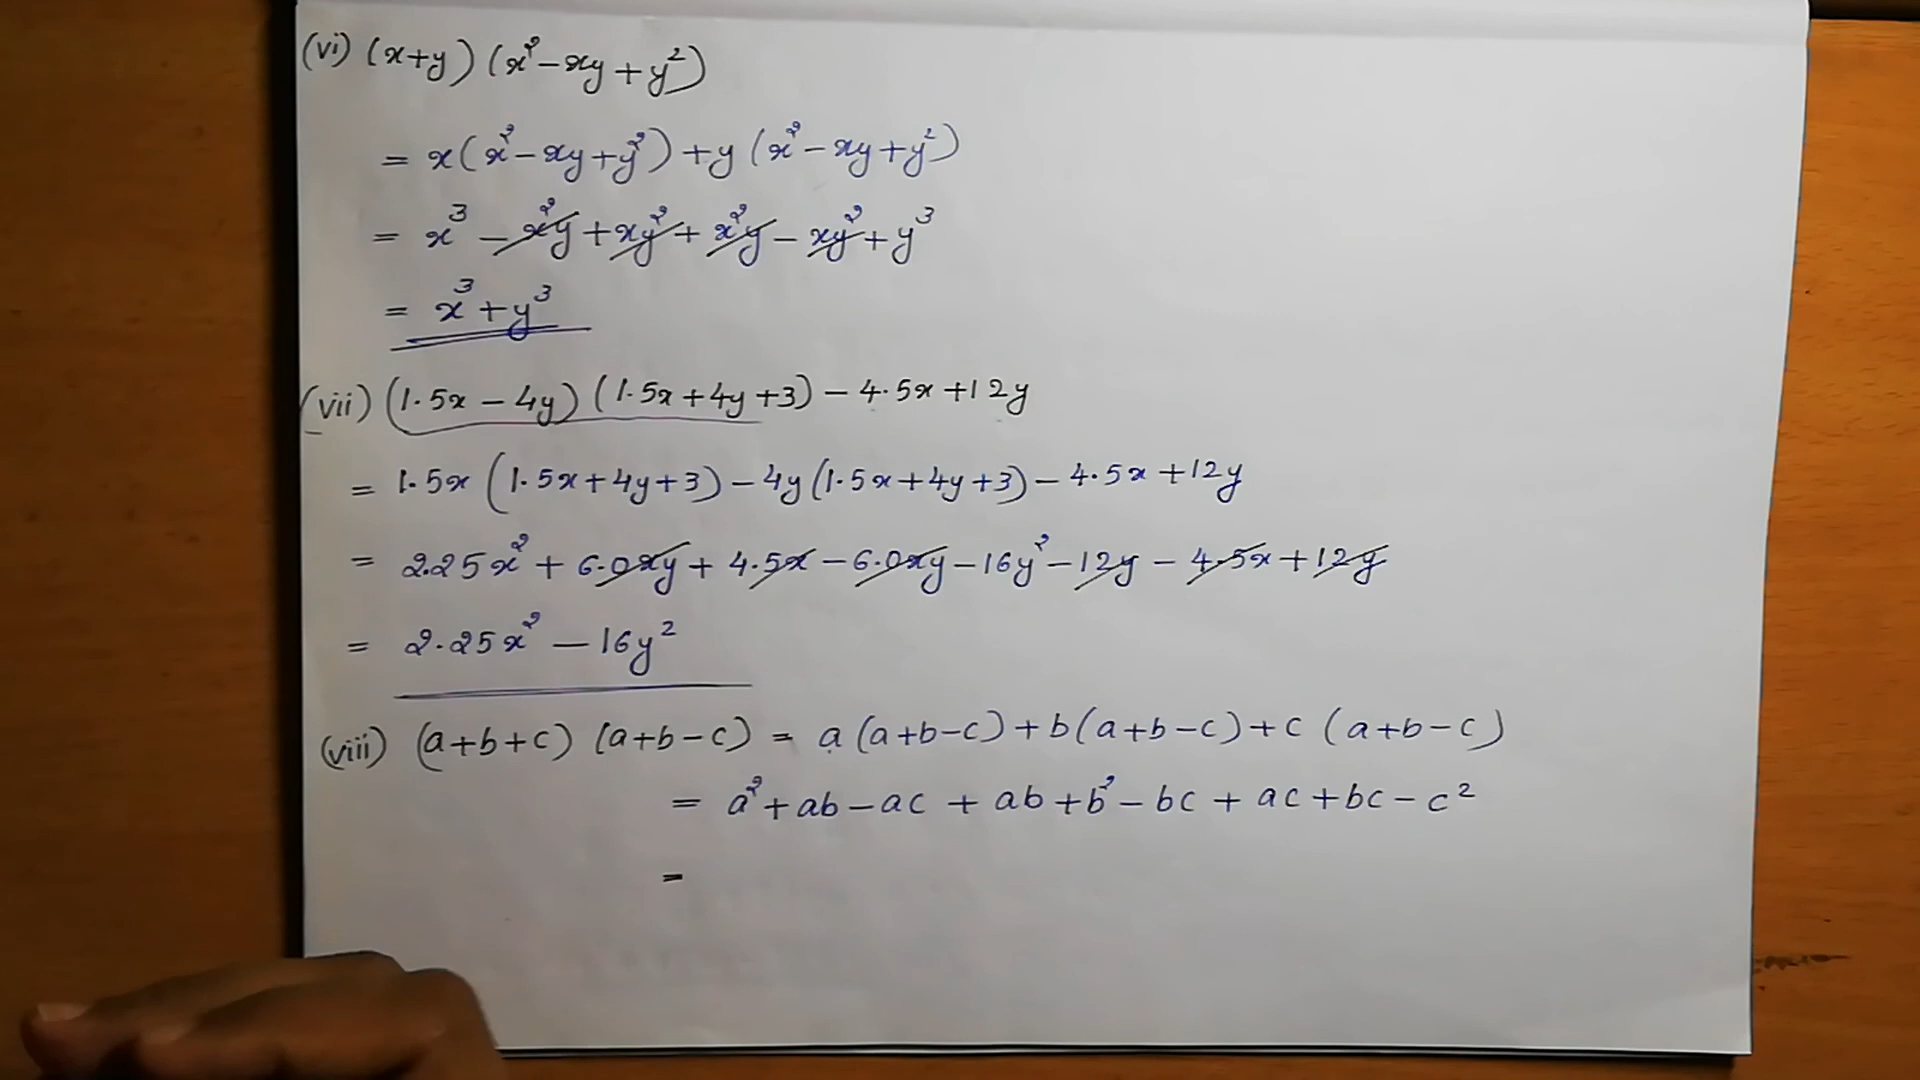 (vi) (x+y) (x²-xy+y²)
= x(x²-xy+y²)+y(x²-xy+y²)
= x³-x²y+xy²+x²y-xy²+y³
= x³+y³
(vii) (1.5x-4y)(1.5x+4y+3)-4.5x+12y
= 1.5x(1.5x+4y+3)-4y(1.5x+4y+3)-4.5x+12y
= 2.25x²+6.0xy+4.5x-6.0xy-16y²-12y-4.5x+12y
= 2.25x²-16y²
(viii) (a+b+c) (a+b-c) = a(a+b-c)+b(a+b-c)+c(a+b-c)
= a²+ab-ac+ab+b²-bc+ac+bc-c²
=